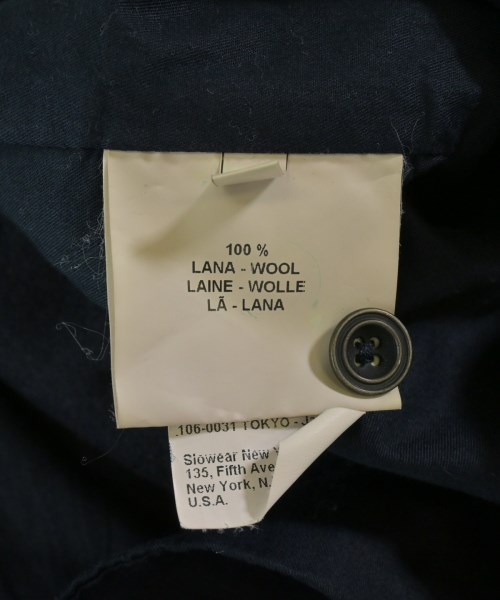 100 %
LANA - WOOL
LAINE - WOLLE
LÃ - LANA
106-0031 TOKYO -
Slowear New
135, Fifth Ave
New York, N.
U.S.A.